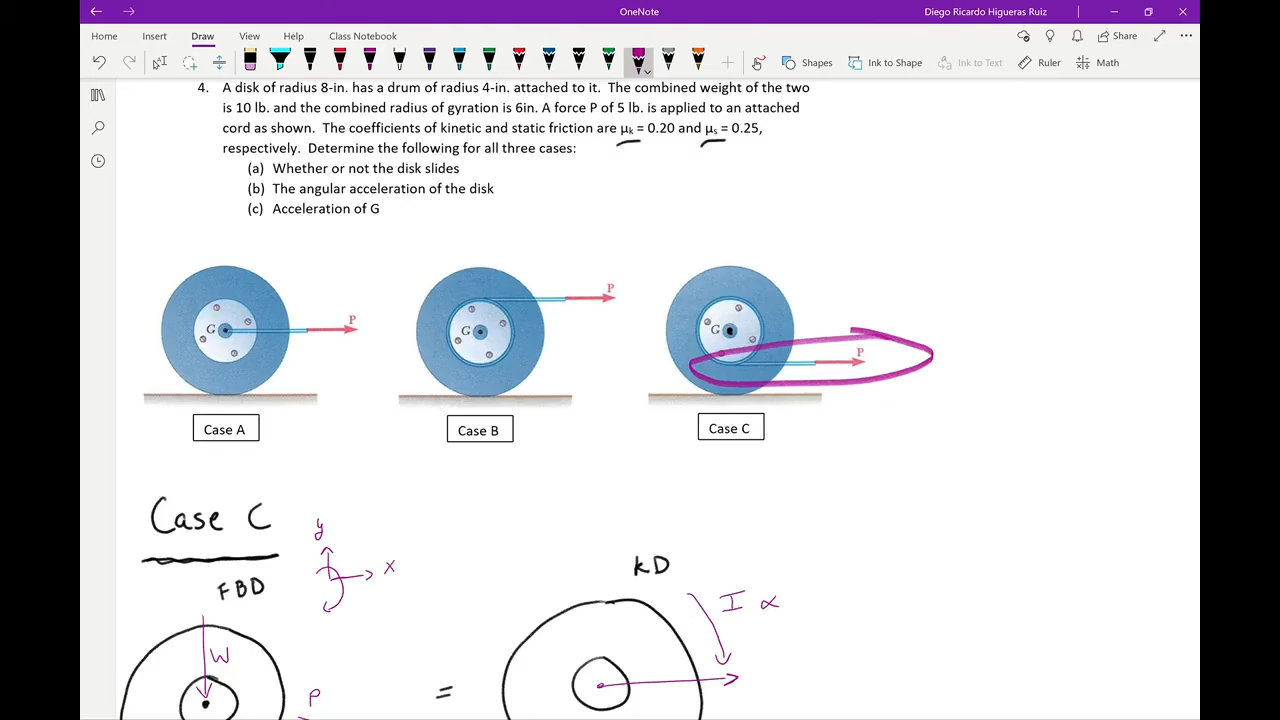 OneNote
Diego Ricardo Higueras Ruiz
Home Insert Draw View Help Class Notebook
Share
Shapes Ink to Shape Ink to Text Ruler Math
4. A disk of radius 8-in. has a drum of radius 4-in. attached to it. The combined weight of the two
is 10 lb. and the combined radius of gyration is 6in. A force P of 5 lb. is applied to an attached
cord as shown. The coefficients of kinetic and static friction are μk = 0.20 and μs = 0.25,
respectively. Determine the following for all three cases:
(a) Whether or not the disk slides
(b) The angular acceleration of the disk
(c) Acceleration of G
G P
G P
G P
Case A
Case B
Case C
Case C
y
x
FBD
KD
I α
W
P
=